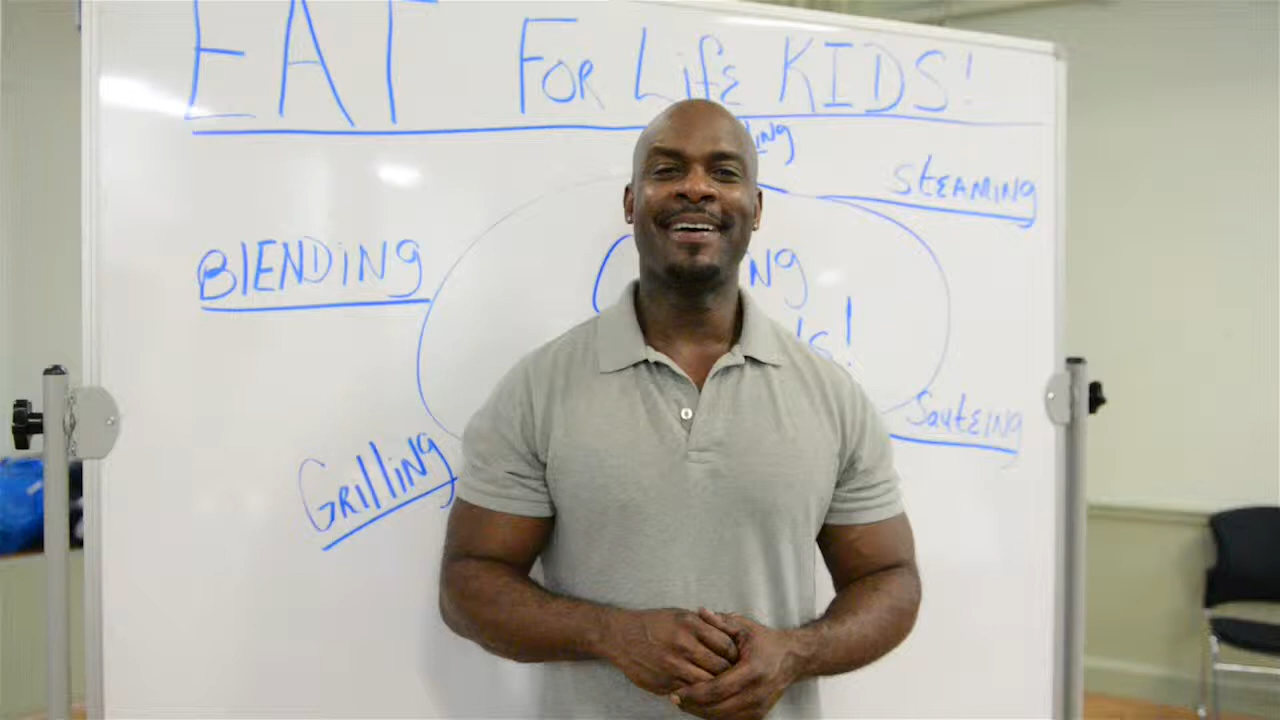 EAT FOR LifE KIDS!
STEAMING
BlENDiNg
SautEINg
GRillINg